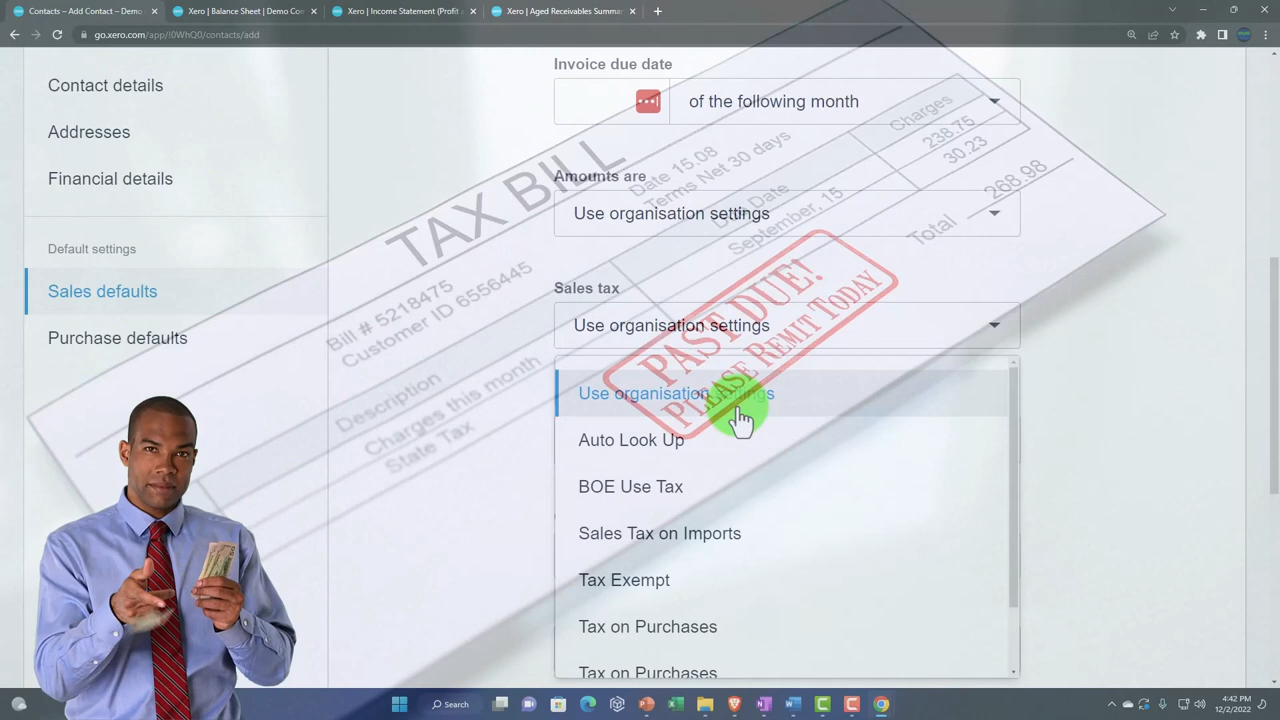 Contacts – Add Contact - Demo
Xero | Balance Sheet | Demo Con
Xero | Income Statement (Profit a
Xero | Aged Receivables Summar
go.xero.com/app/!0WhQ0/contacts/add
Contact details
Addresses
Financial details
Default settings
Sales defaults
Purchase defaults
Invoice due date
of the following month
Amounts are
Use organisation settings
Sales tax
Use organisation settings
Use organisation settings
Auto Look Up
BOE Use Tax
Sales Tax on Imports
Tax Exempt
Tax on Purchases
Tax on Purchases
TAX BILL
Bill # 5218475
Customer ID 6556445
Date 15.08
Terms Net 30 days
Date
September, 15
Description
Charges this month
State Tax
Charges
238.75
30.23
Total 268.98
PAST DUE!
PLEASE REMIT TODAY
Search
4:42 PM
12/2/2022